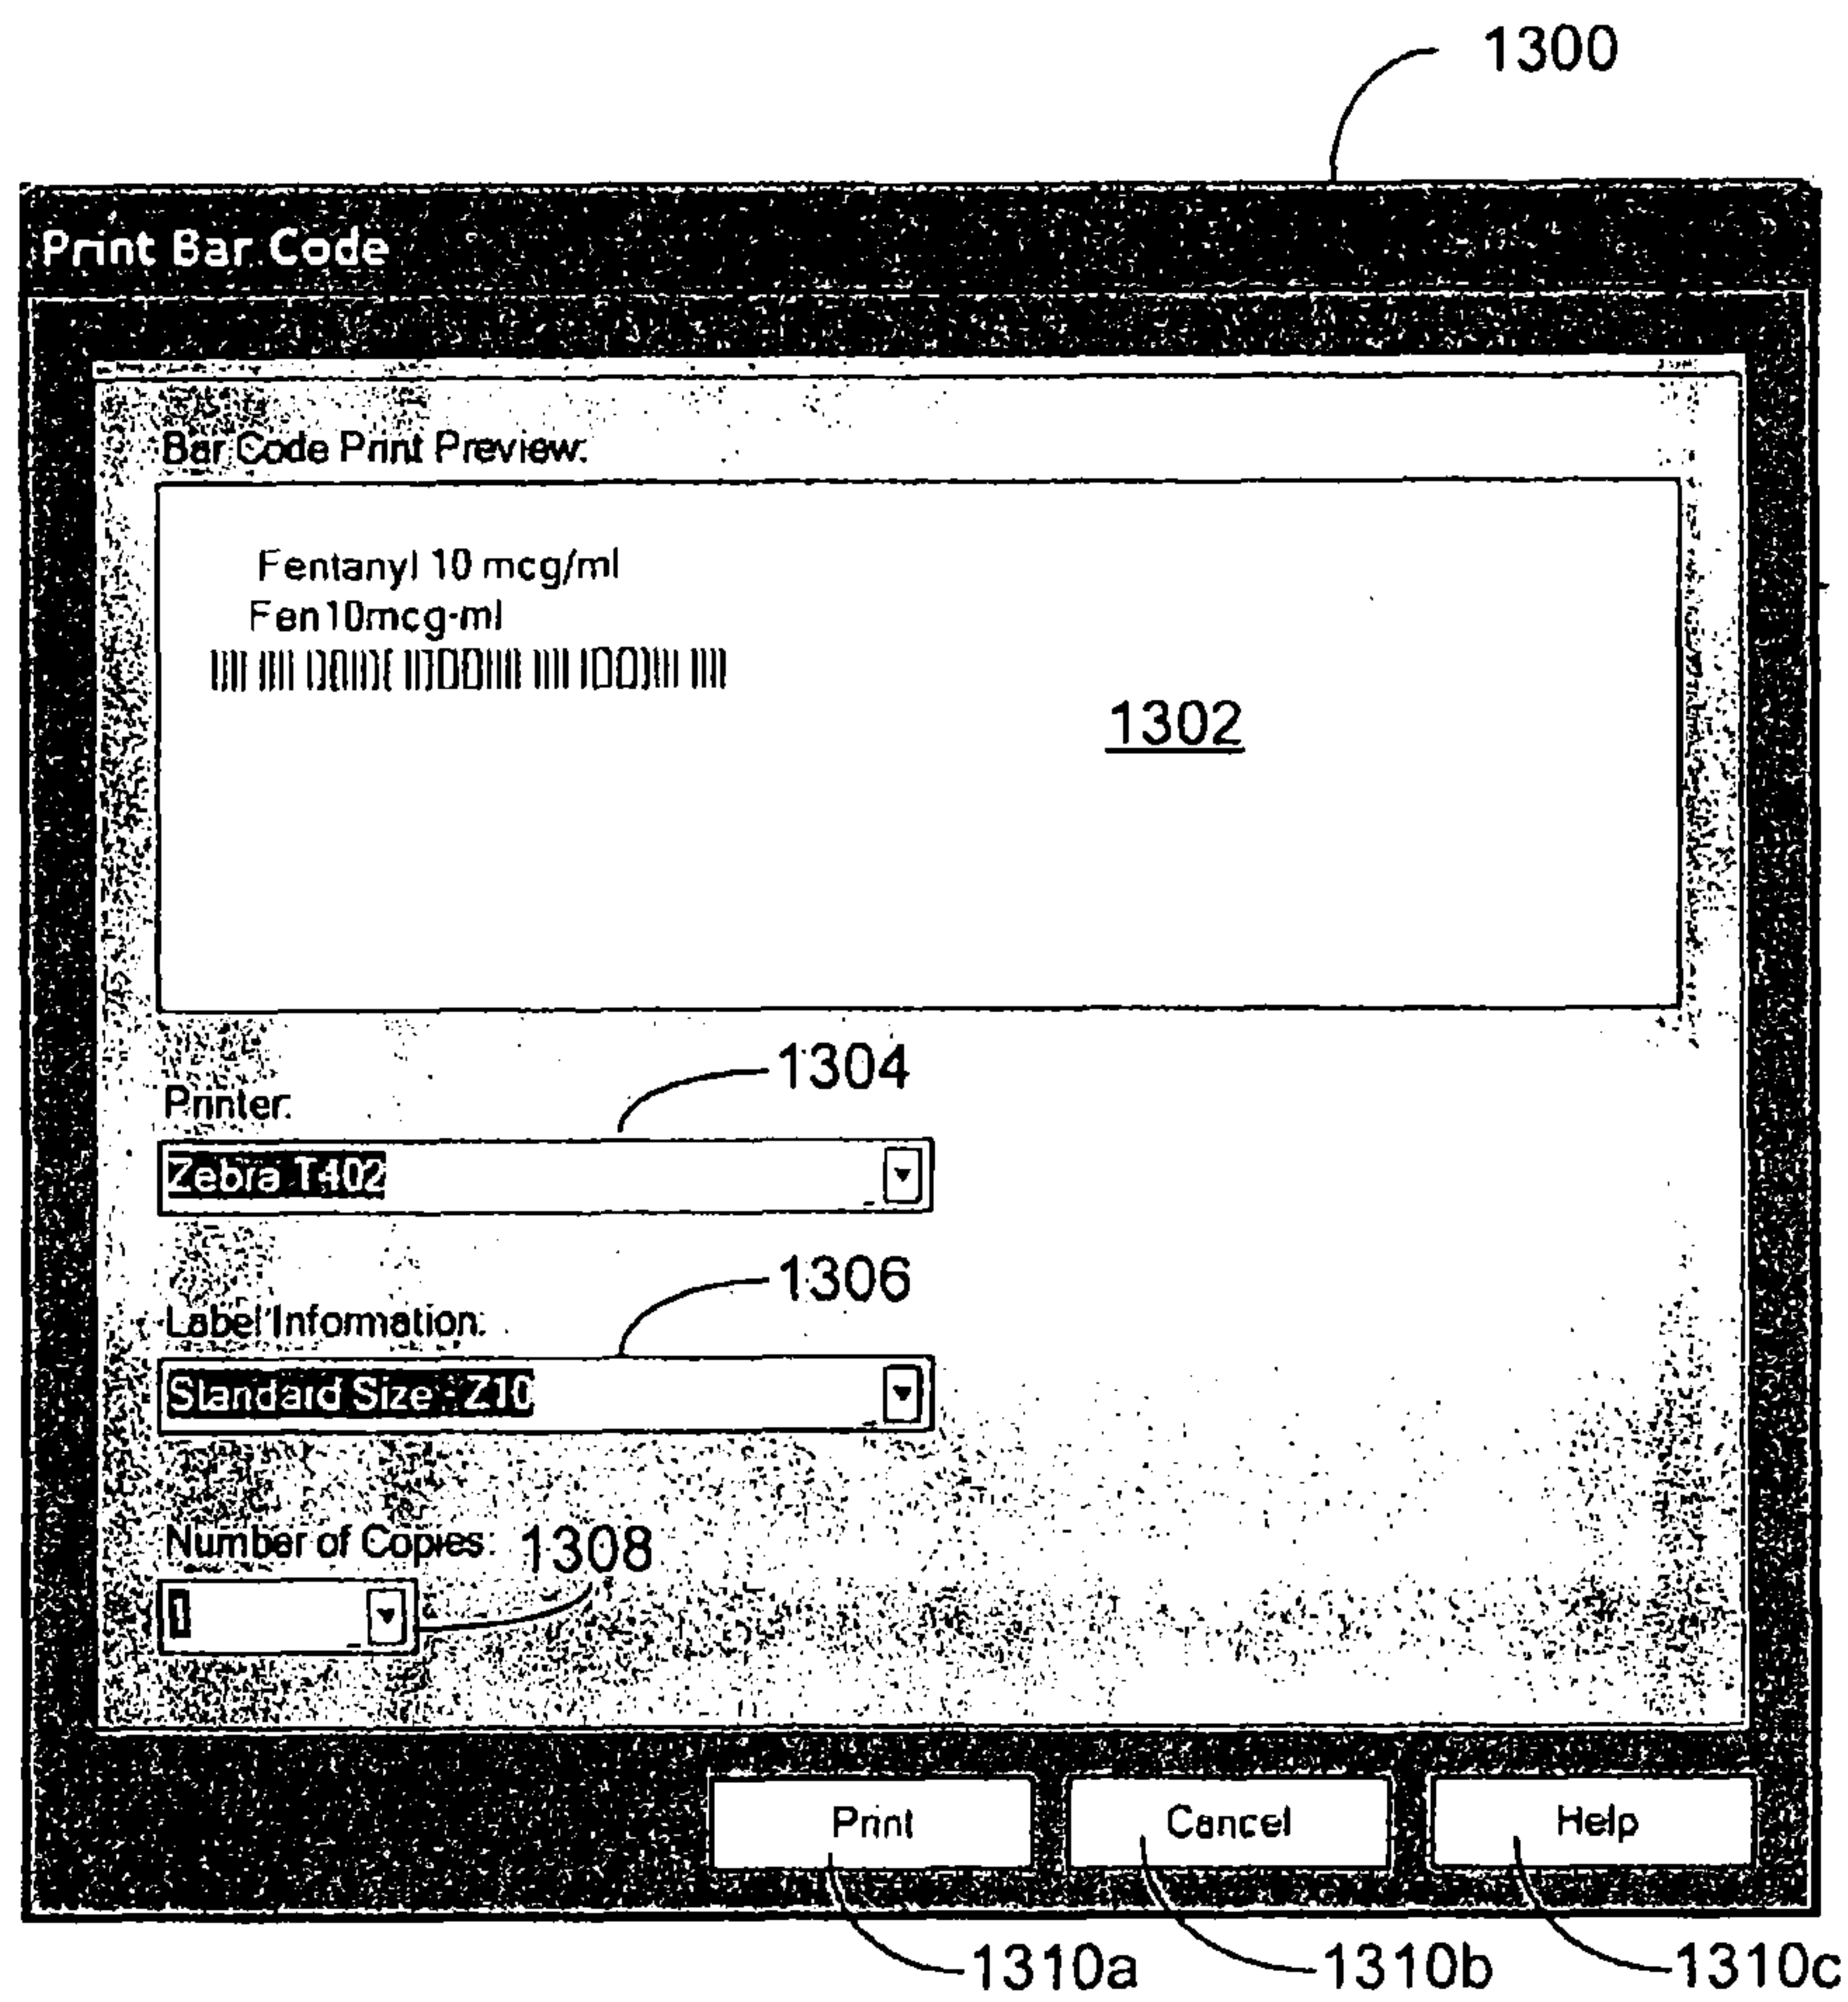 1300
Print Bar Code
Bar Code Print Preview:
Fentanyl 10 mcg/ml
Fen10mcg-ml
1302
1304
Printer:
Zebra T402
1306
Label Information:
Standard Size - Z10
Number of Copies: 1308
1
Print Cancel Help
1310a 1310b 1310c